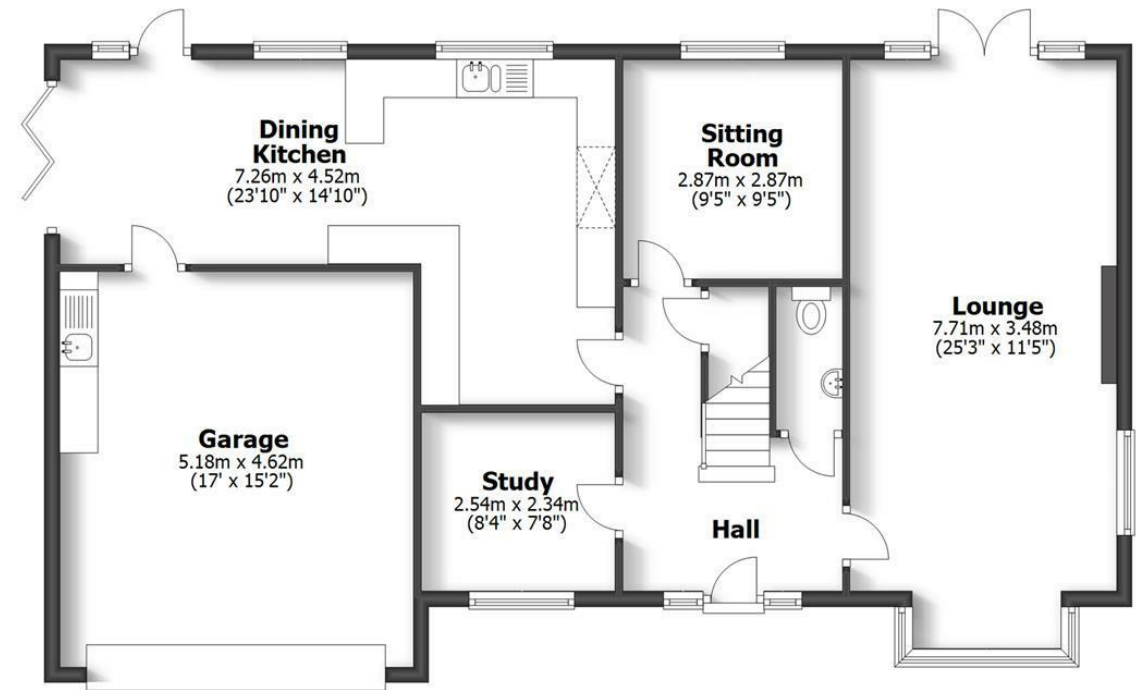 Dining
Kitchen
7.26m x 4.52m
(23'10" x 14'10")
Sitting
Room
2.87m x 2.87m
(9'5" x 9'5")
Lounge
7.71m x 3.48m
(25'3" x 11'5")
Garage
5.18m x 4.62m
(17' x 15'2")
Study
2.54m x 2.34m
(8'4" x 7'8")
Hall